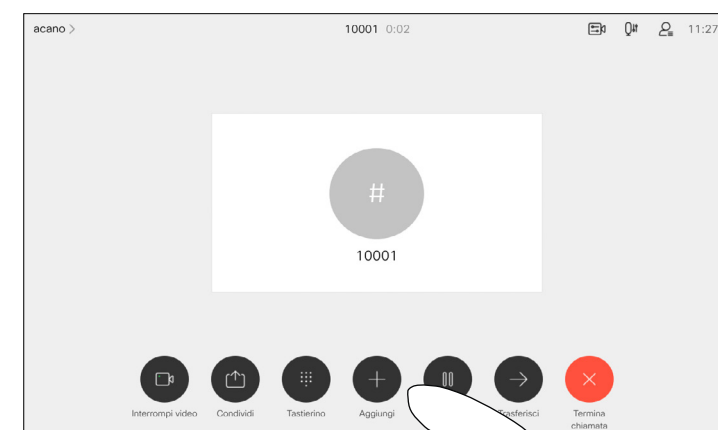 acano >
10001 0:02
11:27
#
10001
Interrompi video
Condividi
Tastierino
Aggiungi
Trasferisci
Termina
chiamata